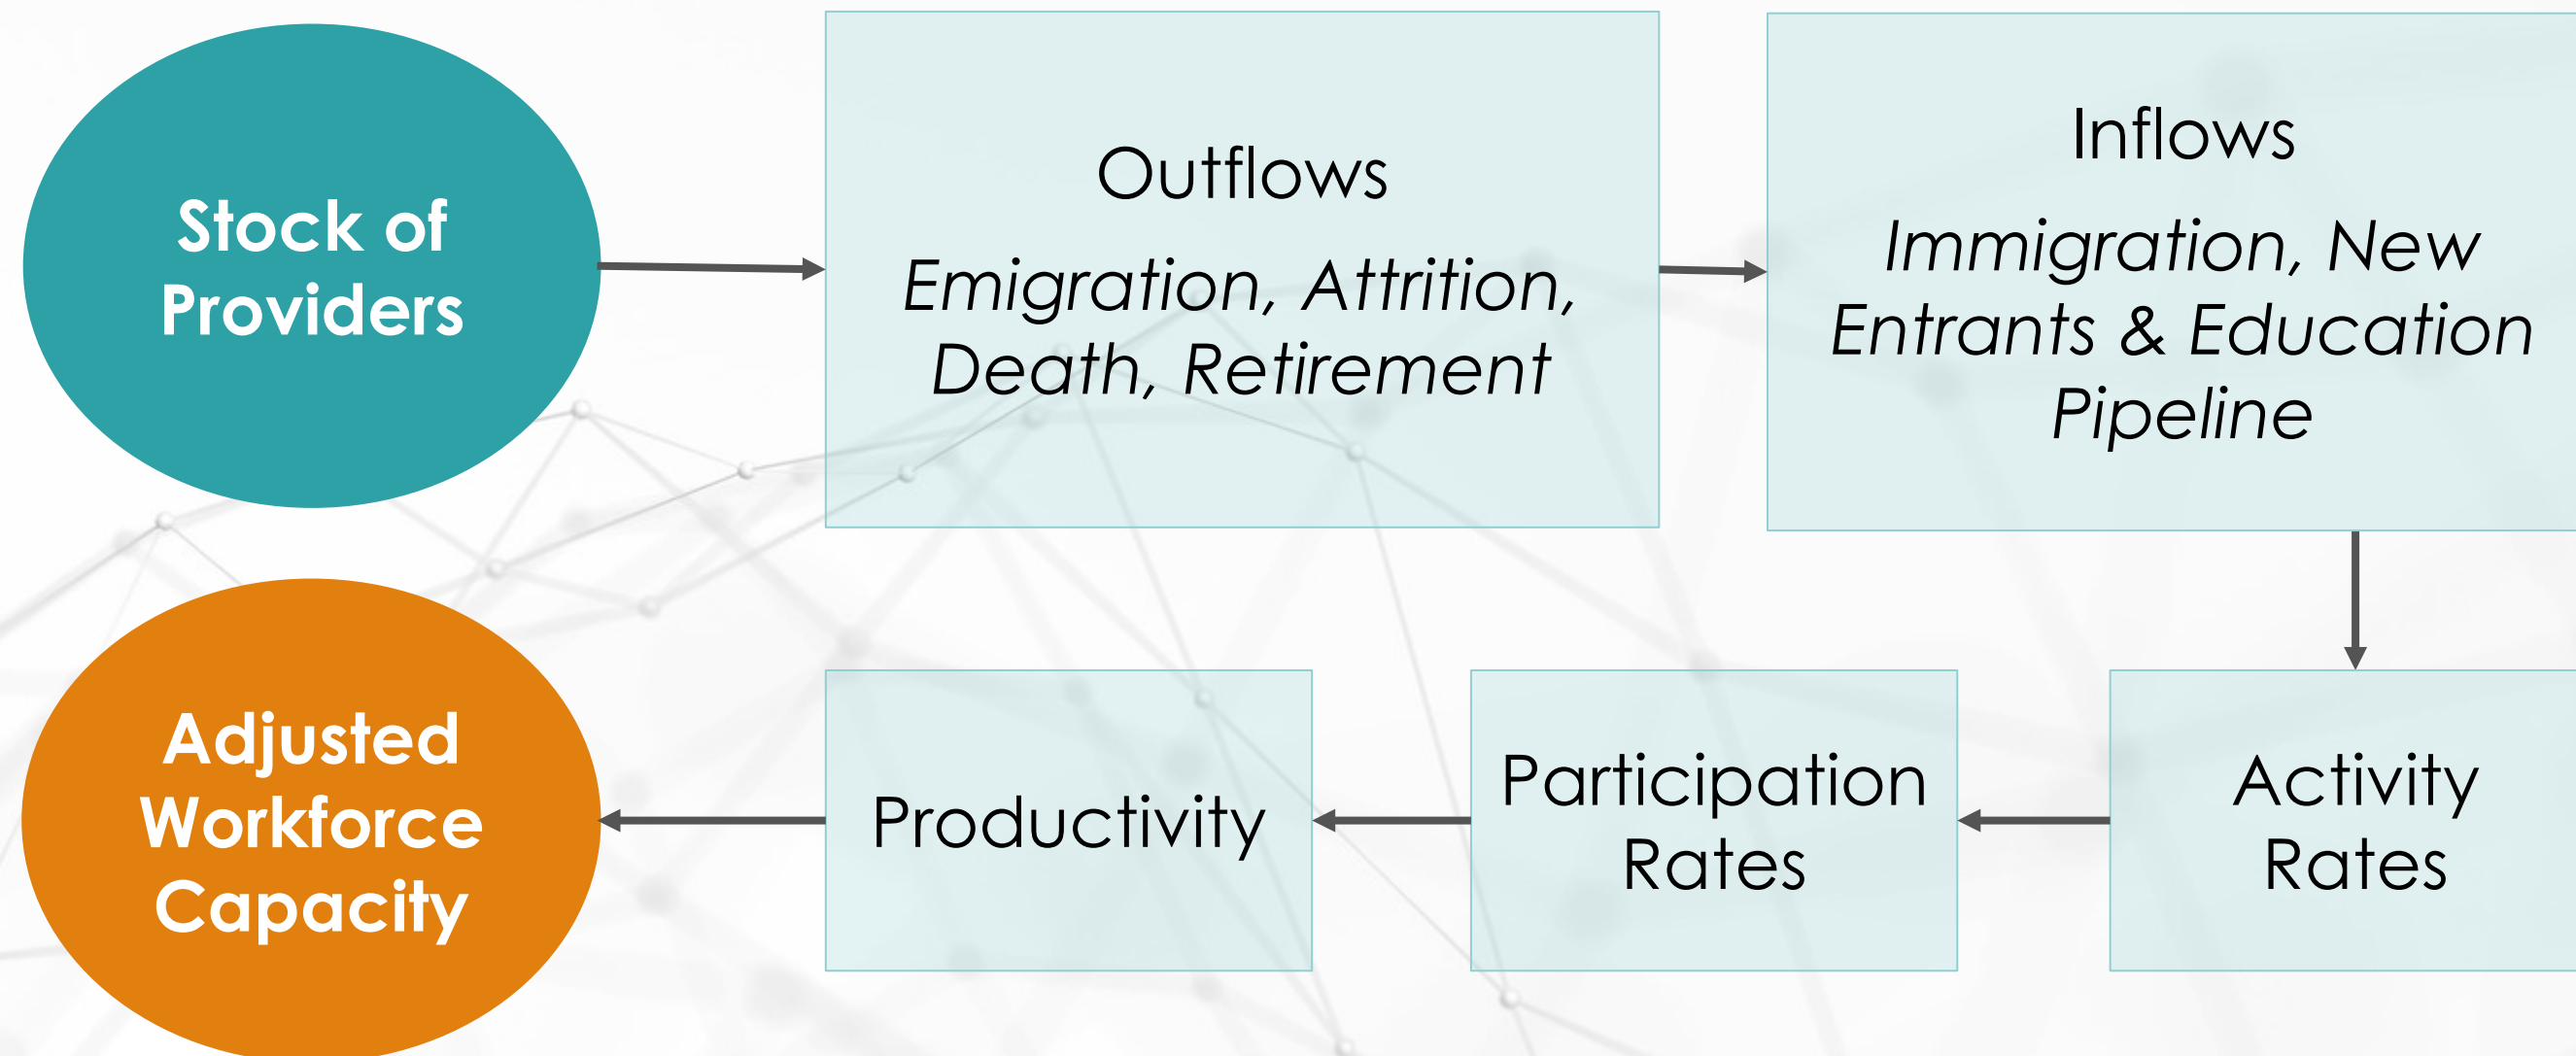 Stock of
Providers
Outflows
Emigration, Attrition,
Death, Retirement
Inflows
Immigration, New
Entrants & Education
Pipeline
Adjusted
Workforce
Capacity
Productivity
Participation
Rates
Activity
Rates